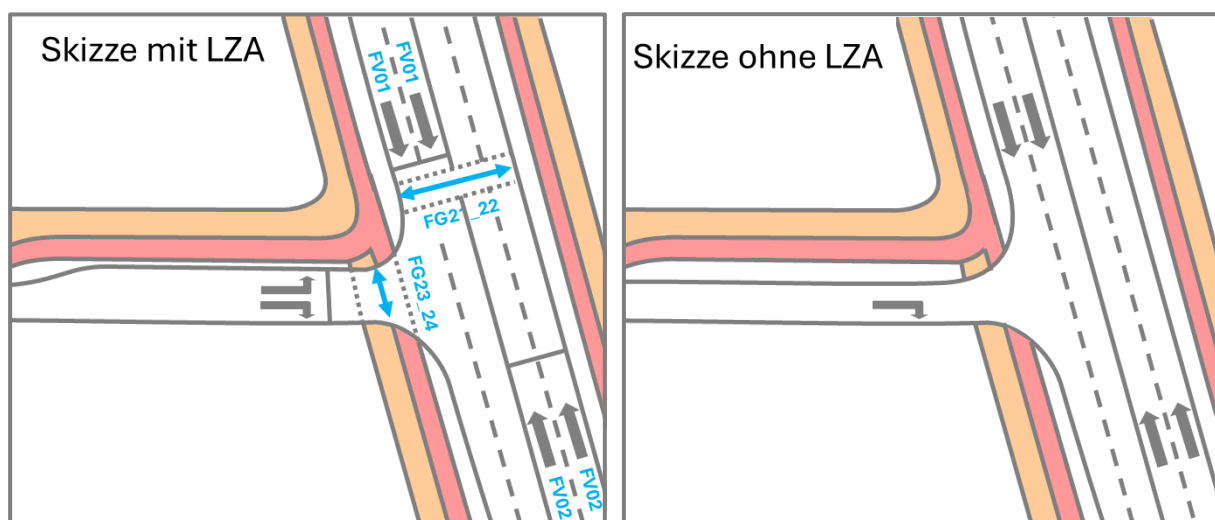 Skizze mit LZA
FV01
FV01
FG21_22
FG23_24
FV02
FV02
Skizze ohne LZA